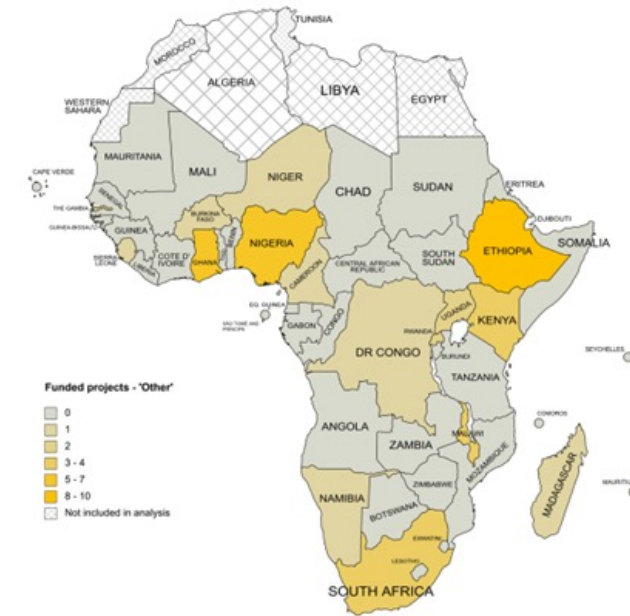 TUNISIA
MOROCCO
ALGERIA
LIBYA
EGYPT
WESTERN
SAHARA
MAURITANIA
MALI
NIGER
CHAD
SUDAN
ERITREA
CAPE VERDE
SENEGAL
THE GAMBIA
GUINEA-BISSAU
GUINEA
SIERRA
LEONE
LIBERIA
COTE D'
IVOIRE
BURKINA
FASO
GHANA
BENIN
NIGERIA
CAMEROON
CENTRAL AFRICAN
REPUBLIC
SOUTH
SUDAN
ETHIOPIA
DJIBOUTI
SOMALIA
EQ. GUINEA
SAO TOME AND
PRINCIPE
GABON
CONGO
DR CONGO
UGANDA
KENYA
RWANDA
BURUNDI
TANZANIA
SEYCHELLES
COMOROS
Funded projects - 'Other'
0
1
2
3 - 4
5 - 7
8 - 10
Not included in analysis
ANGOLA
ZAMBIA
MALAWI
MOZAMBIQUE
ZIMBABWE
NAMIBIA
BOTSWANA
MADAGASCAR
MAURITIU
ESWATINI
LESOTHO
SOUTH AFRICA